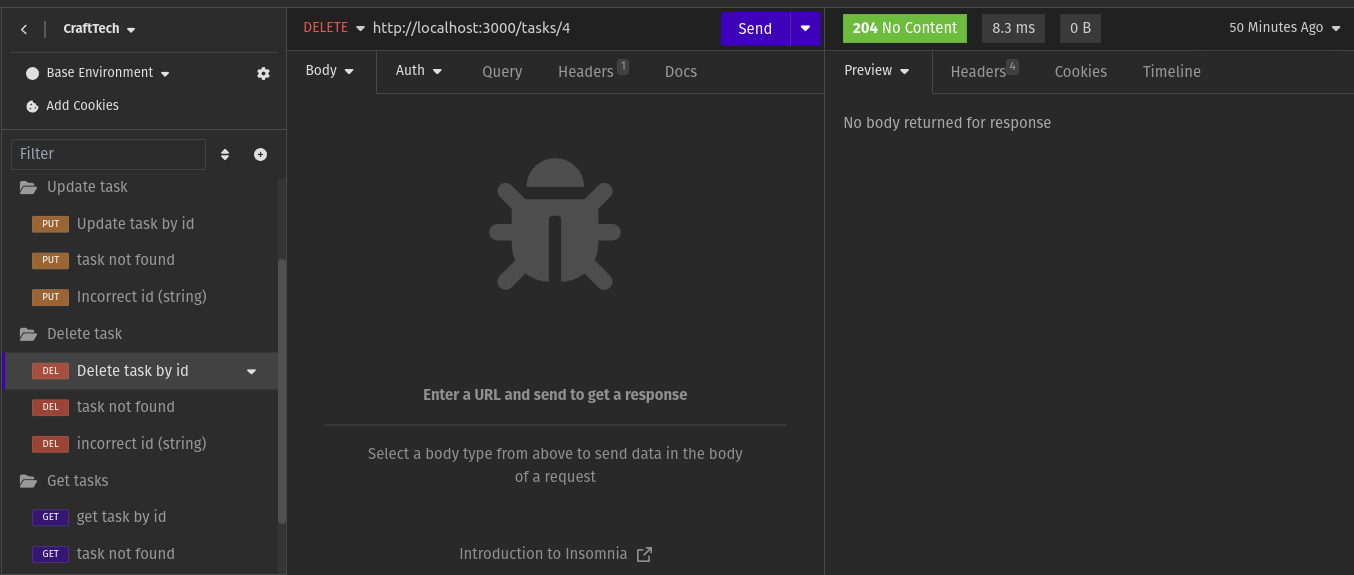 CraftTech
Base Environment
Add Cookies
Filter
Update task
PUT Update task by id
PUT task not found
PUT Incorrect id (string)
Delete task
DEL Delete task by id
DEL task not found
DEL incorrect id (string)
Get tasks
GET get task by id
GET task not found
DELETE http://localhost:3000/tasks/4 Send
Body Auth Query Headers 1 Docs
Enter a URL and send to get a response
Select a body type from above to send data in the body
of a request
Introduction to Insomnia
204 No Content 8.3 ms 0 B 50 Minutes Ago
Preview Headers 4 Cookies Timeline
No body returned for response